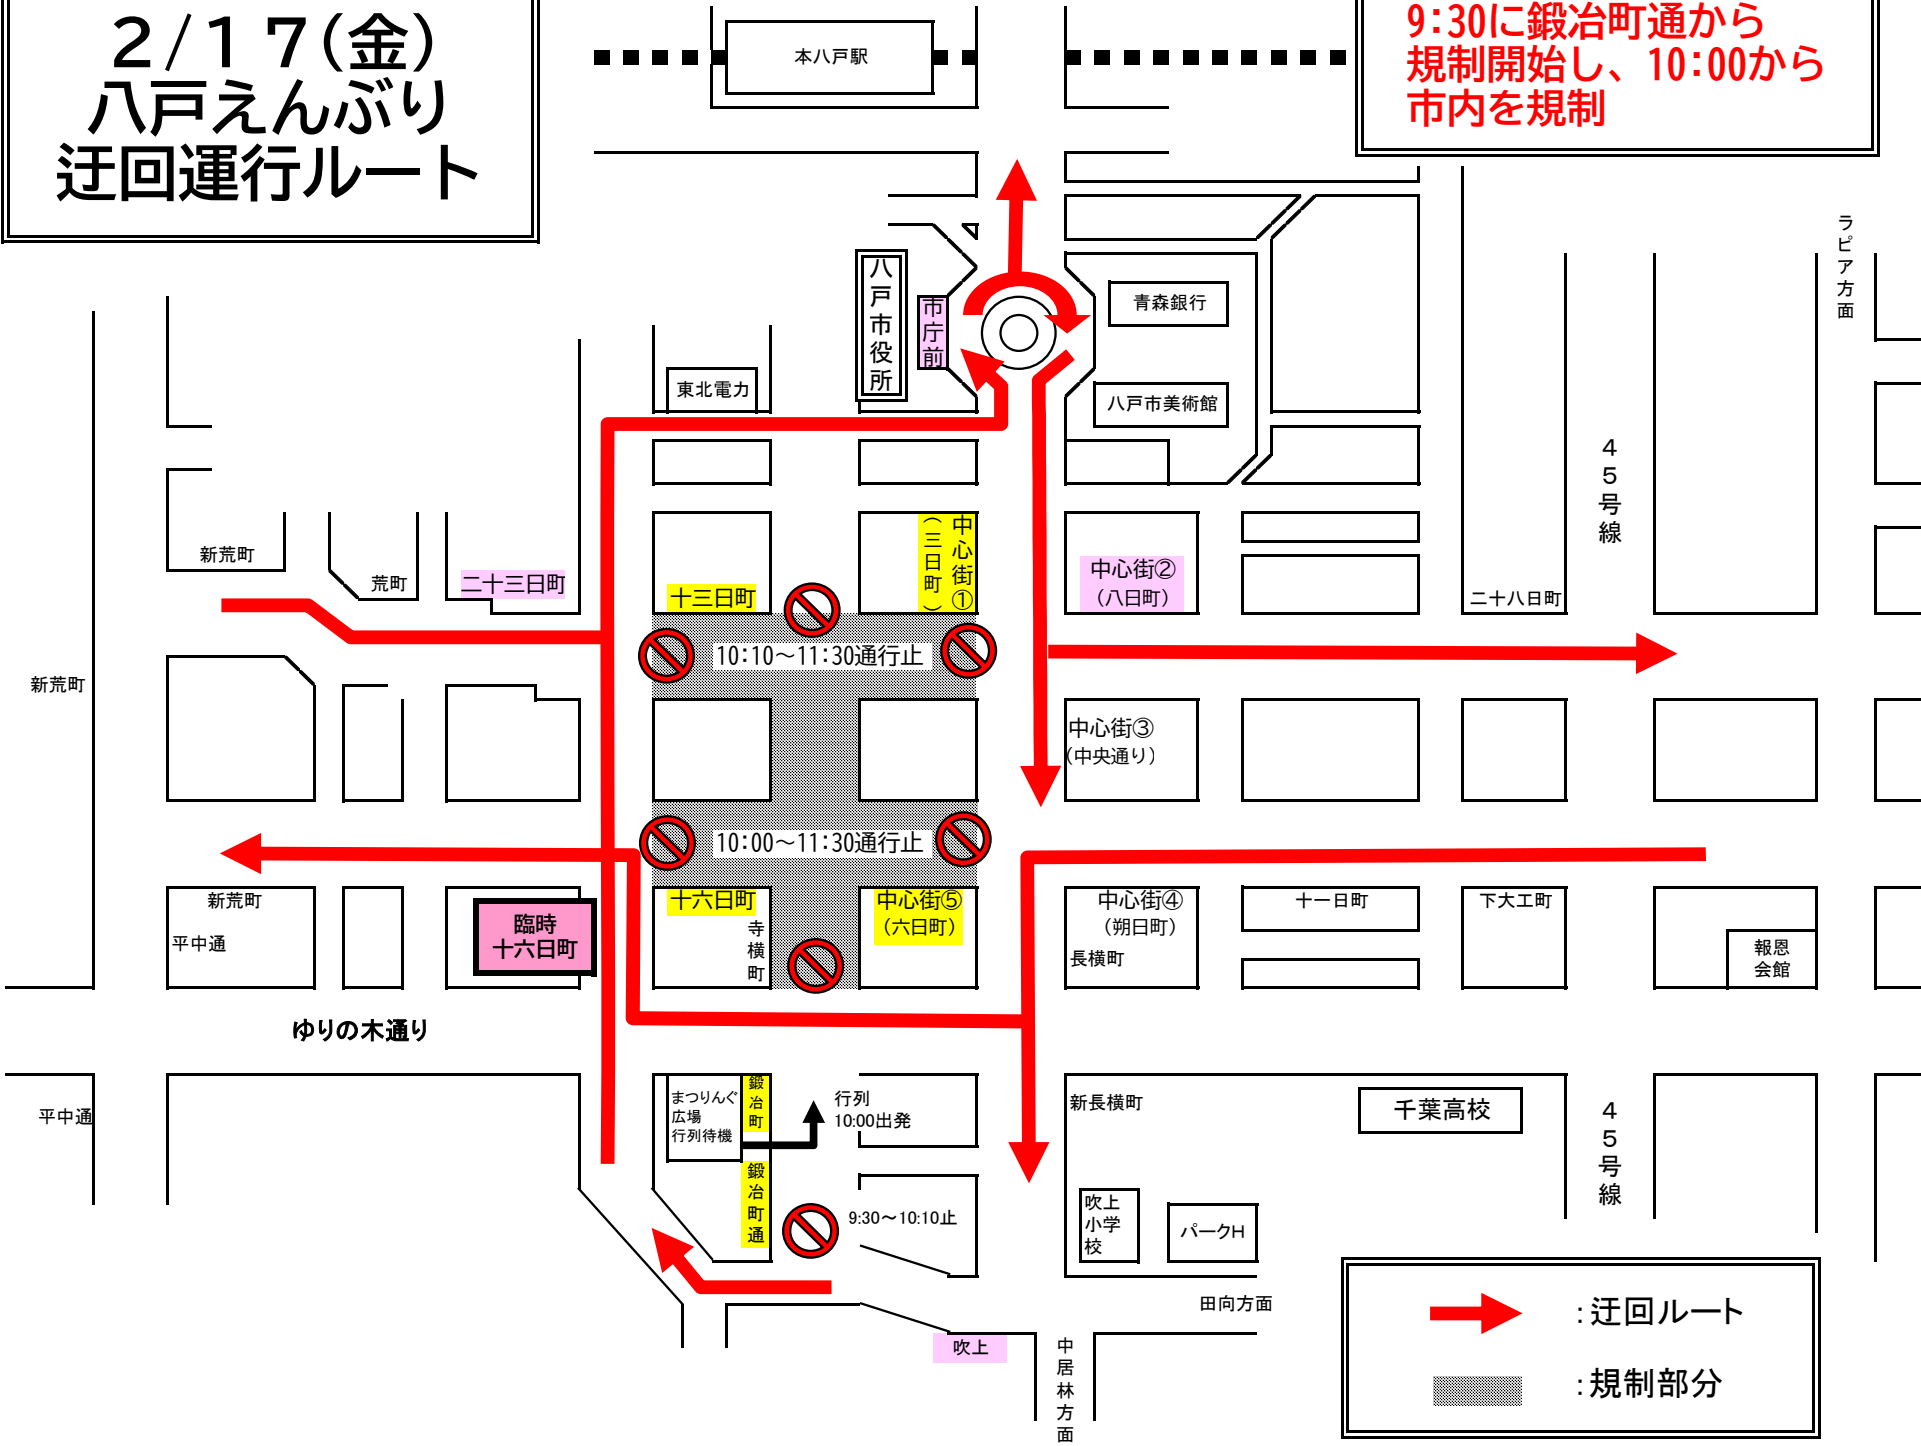 2/17(金)
八戸えんぶり
迂回運行ルート
本八戸駅
9:30に鍛冶町通から
規制開始し、10:00から
市内を規制
ラピア方面
八戸市役所
市庁前
青森銀行
東北電力
八戸市美術館
45号線
新荒町
荒町
二十三日町
十三日町
中心街①
(三日町)
中心街②
(八日町)
二十八日町
10:10～11:30通行止
新荒町
中心街③
(中央通り)
10:00～11:30通行止
新荒町
平中通
臨時
十六日町
十六日町
寺横町
中心街⑤
(六日町)
中心街④
(朔日町)
長横町
十一日町
下大工町
報恩
会館
ゆりの木通り
平中通
まつりんぐ
広場
行列待機
鍛冶町
行列
10:00出発
新長横町
千葉高校
45号線
鍛冶町通
9:30～10:10止
吹上
小学
校
パークH
田向方面
吹上
中居林方面
:迂回ルート
:規制部分